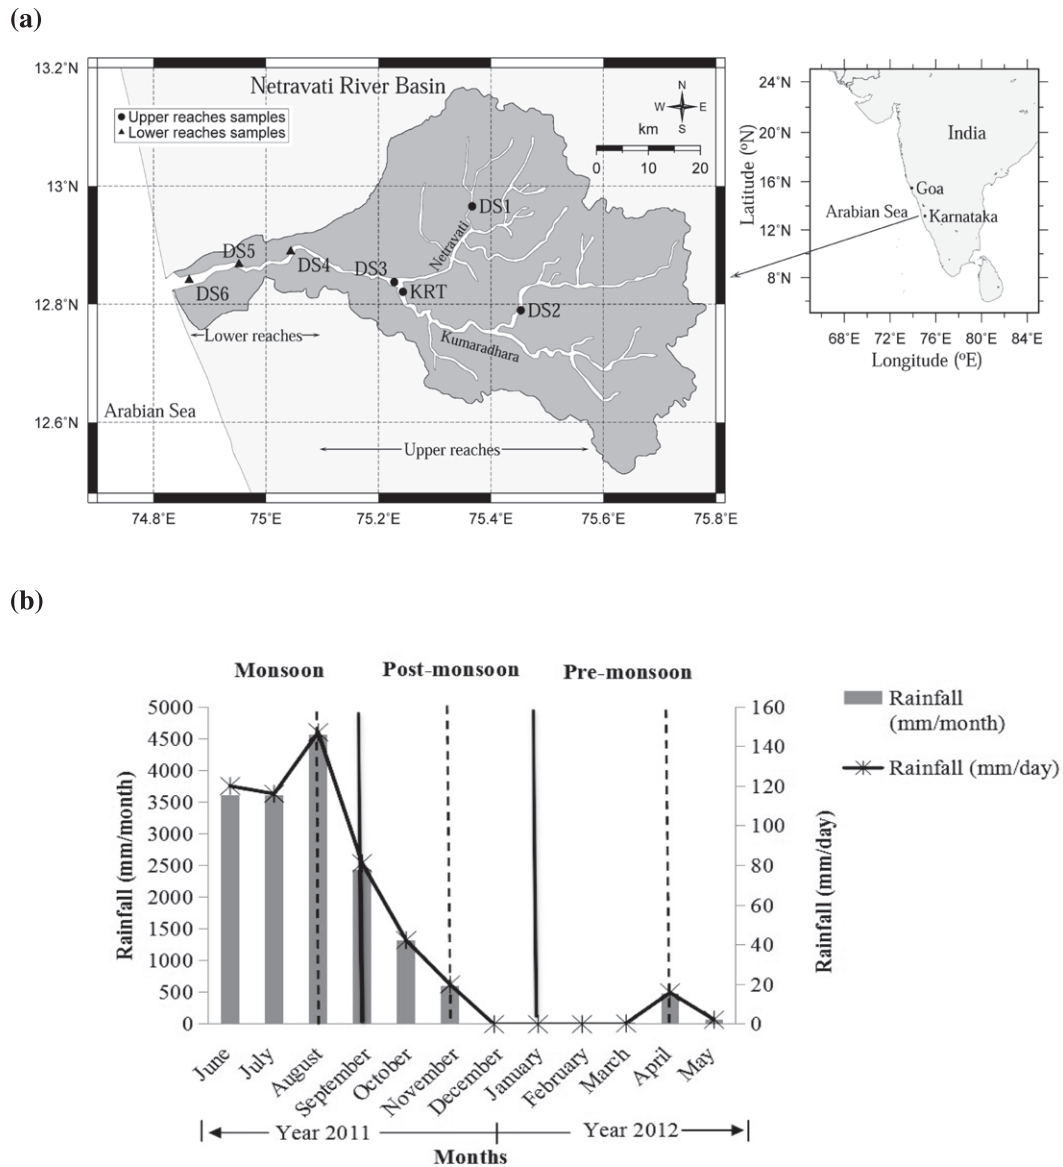 (a)
13.2°N
13°N
12.8°N
12.6°N
Netravati River Basin
Upper reaches samples
Lower reaches samples
N
W
E
S
km
0
10
20
DS1
Netravati
DS5
DS4
DS3
KRT
DS6
DS2
Lower reaches
Kumaradhara
Arabian Sea
Upper reaches
74.8°E
75°E
75.2°E
75.4°E
75.6°E
75.8°E
24°N
20°N
16°N
12°N
8°N
Latitude (°N)
India
Goa
Arabian Sea
Karnataka
68°E
72°E
76°E
80°E
84°E
Longitude (°E)
(b)
Monsoon
Post-monsoon
Pre-monsoon
Rainfall (mm/month)
5000
4500
4000
3500
3000
2500
2000
1500
1000
500
0
160
140
120
100
80
60
40
20
0
Rainfall (mm/day)
Rainfall
(mm/month)
Rainfall (mm/day)
June
July
August
September
October
November
December
January
February
March
April
May
Year 2011
Year 2012
Months